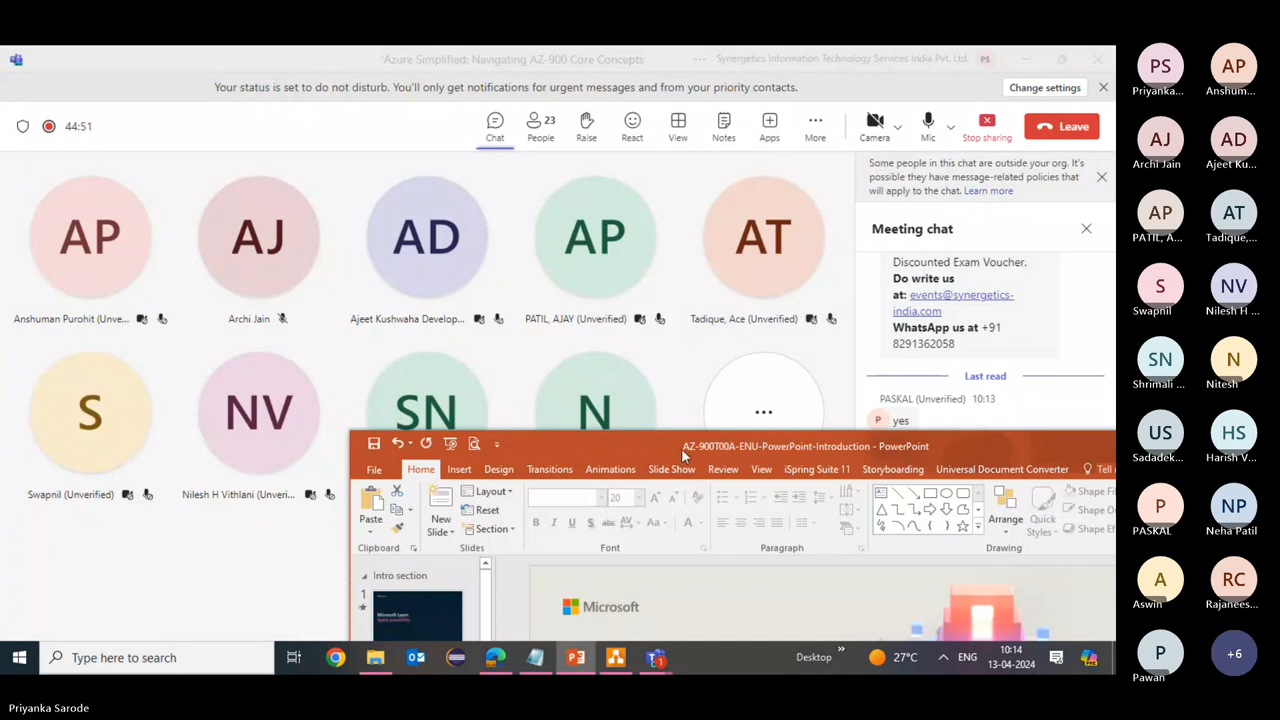 'Azure Simplified: Navigating AZ-900 Core Concepts
Synergetics Information Technology Services India Pvt. Ltd.
PS
Your status is set to do not disturb. You'll only get notifications for urgent messages and from your priority contacts.
Change settings
44:51
Chat
23
People
Raise
React
View
Notes
Apps
More
Camera
Mic
Stop sharing
Leave
AP
Anshuman Purohit (Unve...
AJ
Archi Jain
AD
Ajeet Kushwaha Develop...
AP
PATIL, AJAY (Unverified)
AT
Tadique, Ace (Unverified)
S
Swapnil (Unverified)
NV
Nilesh H Vithlani (Unveri...
SN
N
...
Some people in this chat are outside your org. It's
possible they have message-related policies that
will apply to the chat. Learn more
Meeting chat
Discounted Exam Voucher.
Do write us
at: events@synergetics-
india.com
WhatsApp us at +91
8291362058
Last read
PASKAL (Unverified) 10:13
P
yes
AZ-900T00A-ENU-PowerPoint-Introduction - PowerPoint
File
Home
Insert
Design
Transitions
Animations
Slide Show
Review
View
iSpring Suite 11
Storyboarding
Universal Document Converter
Tell
Paste
Clipboard
New
Slide
Layout
Reset
Section
Slides
20
B I U S abc AV Aa A
Font
Paragraph
Arrange
Quick
Styles
Shape Fi
Shape O
Shape Ef
Drawing
Intro section
1
Microsoft
Type here to search
Desktop
27°C
ENG
10:14
13-04-2024
PS
Priyanka...
AP
Anshum...
AJ
Archi Jain
AD
Ajeet Ku...
AP
PATIL, A...
AT
Tadique,...
S
Swapnil
NV
Nilesh H ...
SN
Shrimali ...
N
Nitesh
US
Sadadek...
HS
Harish V...
P
PASKAL
NP
Neha Patil
A
Aswin
RC
Rajanees...
P
Pawan
+6
Priyanka Sarode